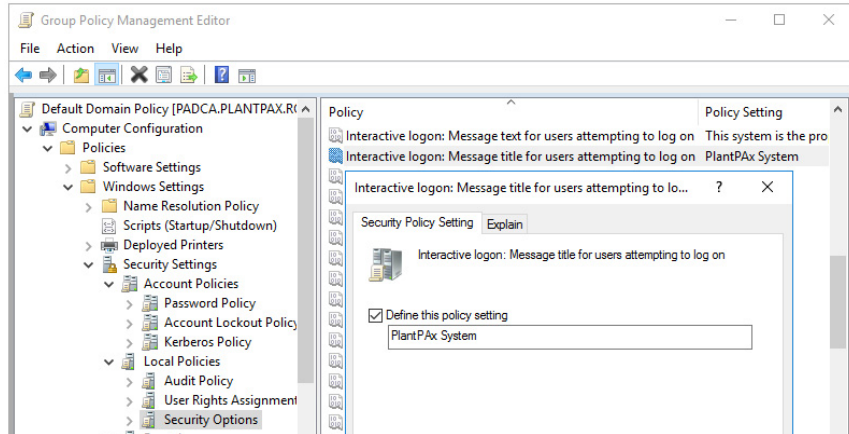 Group Policy Management Editor
File Action View Help
Default Domain Policy [PADCA.PLANTPAX.R
Computer Configuration
Policies
Software Settings
Windows Settings
Name Resolution Policy
Scripts (Startup/Shutdown)
Deployed Printers
Security Settings
Account Policies
Password Policy
Account Lockout Policy
Kerberos Policy
Local Policies
Audit Policy
User Rights Assignment
Security Options
Policy Policy Setting
Interactive logon: Message text for users attempting to log on This system is the pro
Interactive logon: Message title for users attempting to log on PlantPAx System
Interactive logon: Message title for users attempting to lo... ?
Security Policy Setting Explain
Interactive logon: Message title for users attempting to log on
Define this policy setting
PlantPAx System